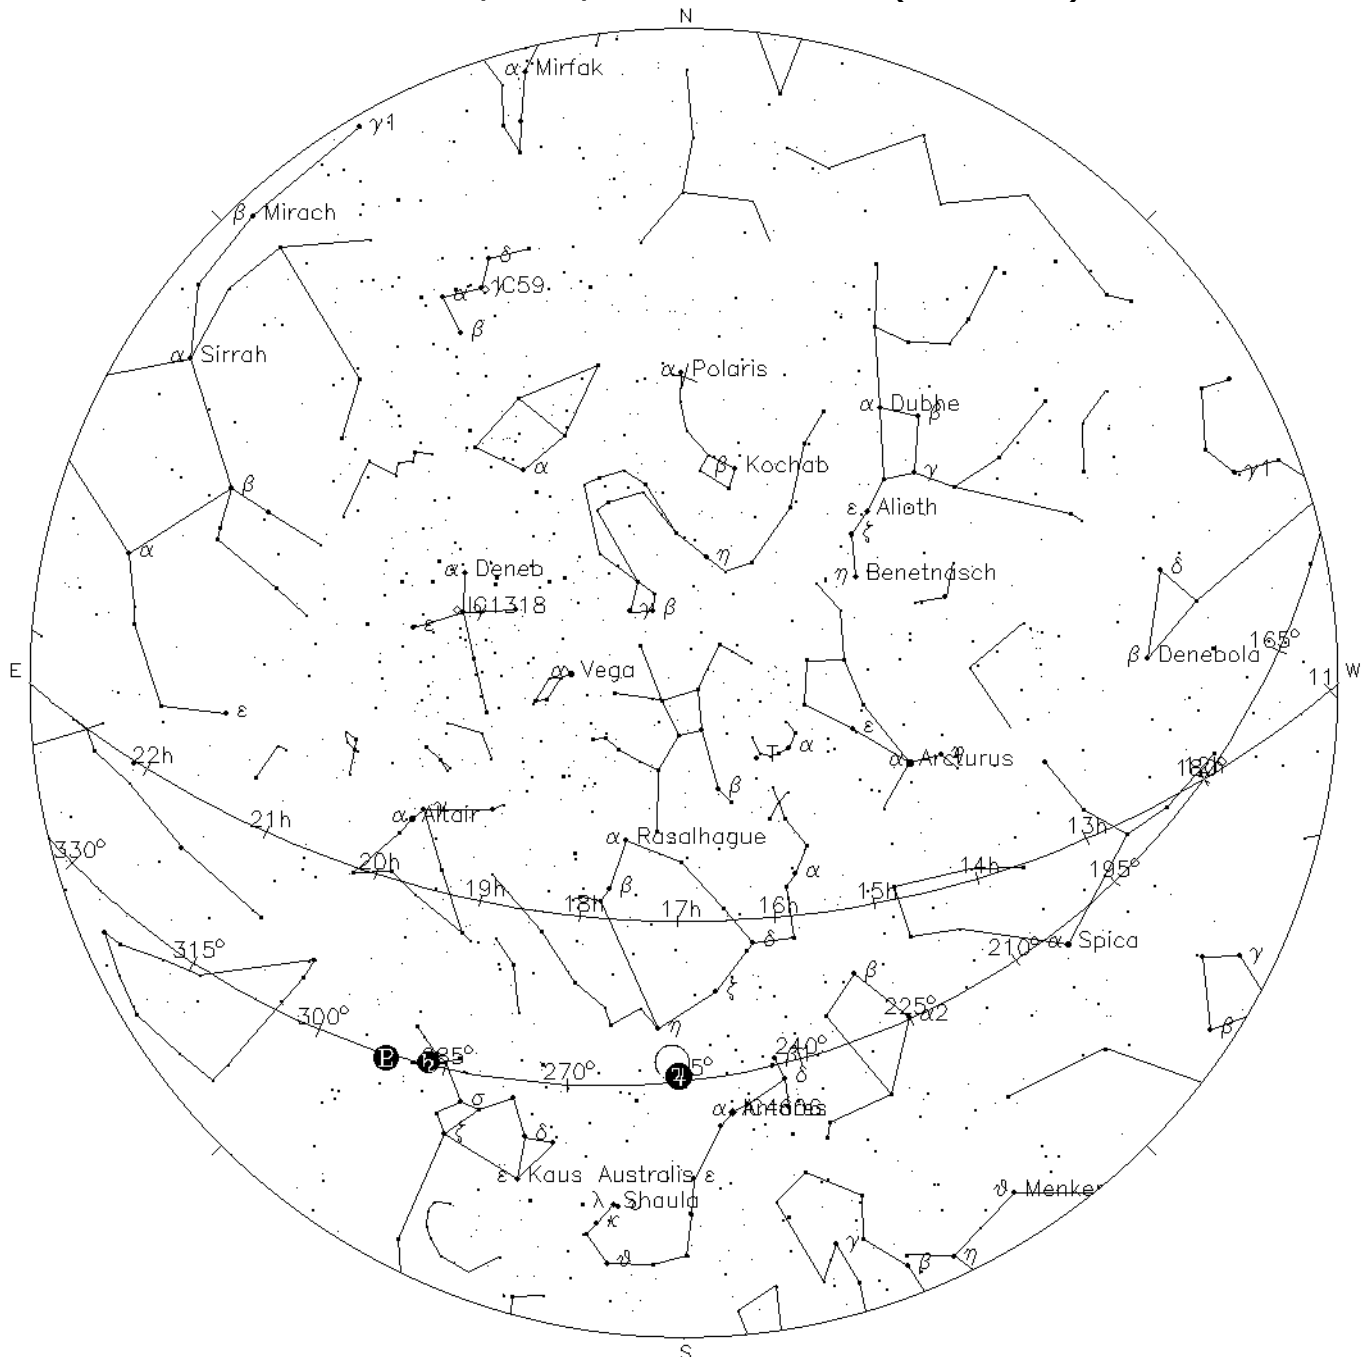 N
α Mirfak
γ1
β Mirach
δ
α γ IC59
β
α Sirrah
α Polaris
α Dubhe
β
β Kochab
α
γ
γ1
β
ε Alioth
ζ
α
η
α Deneb
η Benetnasch
δ
γ IC1318
ε
γ β
165°
β Denebola
E
α Vega
W
11
ε
ε
α
T
α Arcturus
22h
β
α Altair
21h
13h
α Rasalhague
330°
20h
14h
195°
α
β
19h
15h
18h
17h
16h
315°
δ
210° α Spica
γ
β
ζ
225°
α2
300°
η
β
240°
285°
270°
δ
σ
α Antares
ζ
δ
ε Kaus Australis ε
λ Shaula
ϑ Menkent
κ
γ
ϑ
β
η
S